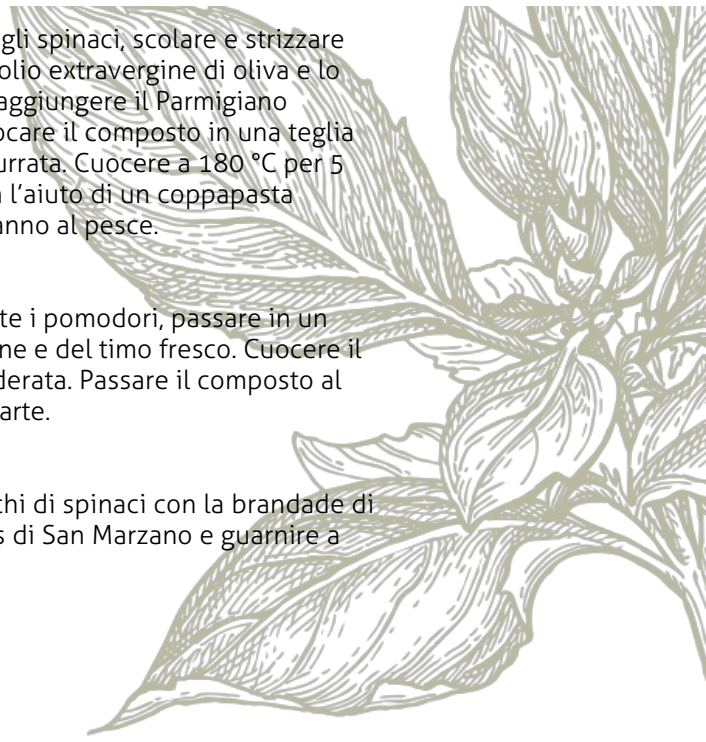 gli spinaci, scolare e strizzare
olio extravergine di oliva e lo
aggiungere il Parmigiano
ocare il composto in una teglia
urrata. Cuocere a 180 °C per 5
l’aiuto di un coppapasta
anno al pesce.
te i pomodori, passare in un
ne e del timo fresco. Cuocere il
derata. Passare il composto al
arte.
chi di spinaci con la brandade di
s di San Marzano e guarnire a